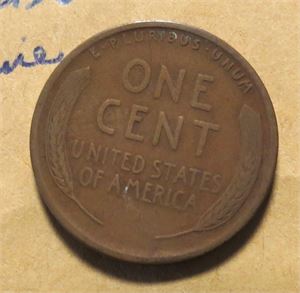 E·PLURIBUS·UNUM
ONE
CENT
UNITED STATES
OF AMERICA